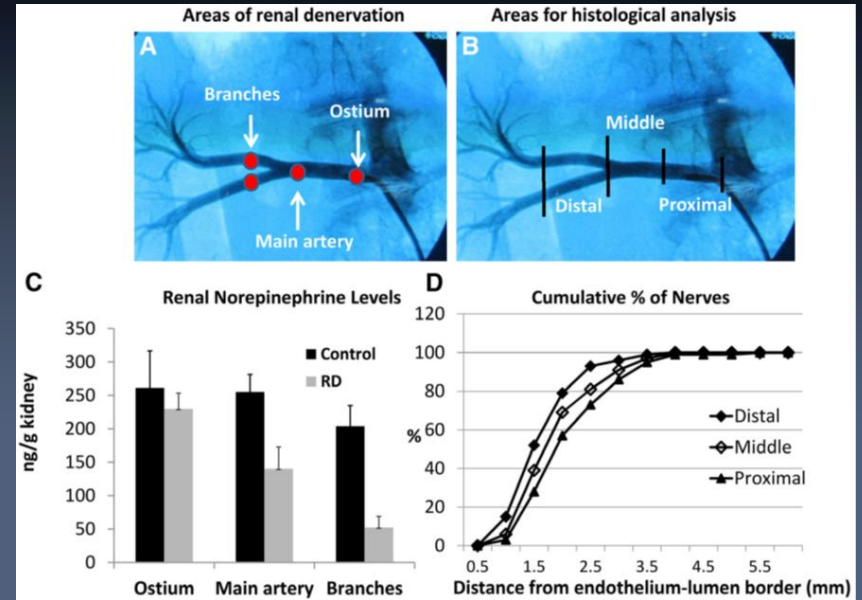 Areas of renal denervation
Areas for histological analysis
A
Branches
Ostium
Main artery
B
Middle
Distal
Proximal
C
Renal Norepinephrine Levels
ng/g kidney
350
300
250
200
150
100
50
0
Control
RD
Ostium Main artery Branches
D
Cumulative % of Nerves
%
120
100
80
60
40
20
0
Distal
Middle
Proximal
0.5 1.5 2.5 3.5 4.5 5.5
Distance from endothelium-lumen border (mm)